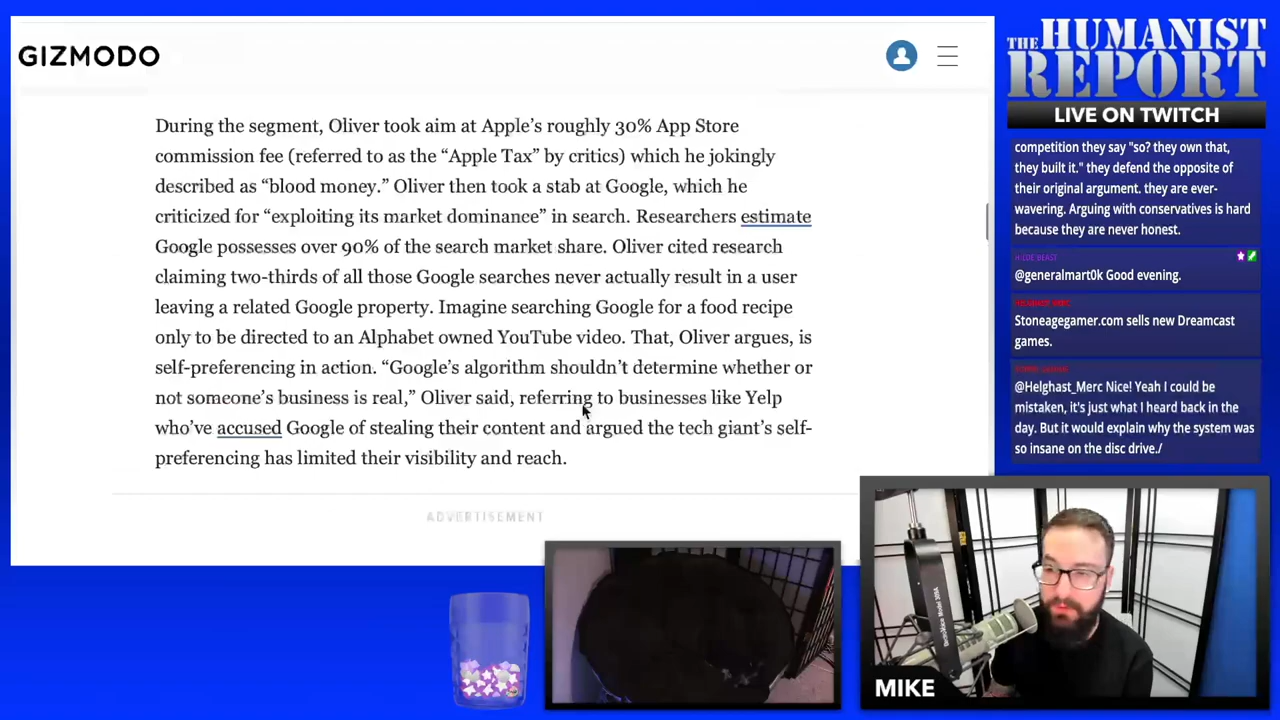 GIZMODO
During the segment, Oliver took aim at Apple’s roughly 30% App Store
commission fee (referred to as the “Apple Tax” by critics) which he jokingly
described as “blood money.” Oliver then took a stab at Google, which he
criticized for “exploiting its market dominance” in search. Researchers estimate
Google possesses over 90% of the search market share. Oliver cited research
claiming two-thirds of all those Google searches never actually result in a user
leaving a related Google property. Imagine searching Google for a food recipe
only to be directed to an Alphabet owned YouTube video. That, Oliver argues, is
self-preferencing in action. “Google’s algorithm shouldn’t determine whether or
not someone’s business is real,” Oliver said, referring to businesses like Yelp
who’ve accused Google of stealing their content and argued the tech giant’s self-
preferencing has limited their visibility and reach.
ADVERTISEMENT
THE HUMANIST
REPORT
LIVE ON TWITCH
competition they say "so? they own that,
they built it." they defend the opposite of
their original argument. they are ever-
wavering. Arguing with conservatives is hard
because they are never honest.
HILDE BEAST
@generalmart0k Good evening.
Stoneagegamer.com sells new Dreamcast
games.
@Helghast_Merc Nice! Yeah I could be
mistaken, it's just what I heard back in the
day. But it would explain why the system was
so insane on the disc drive./
MIKE